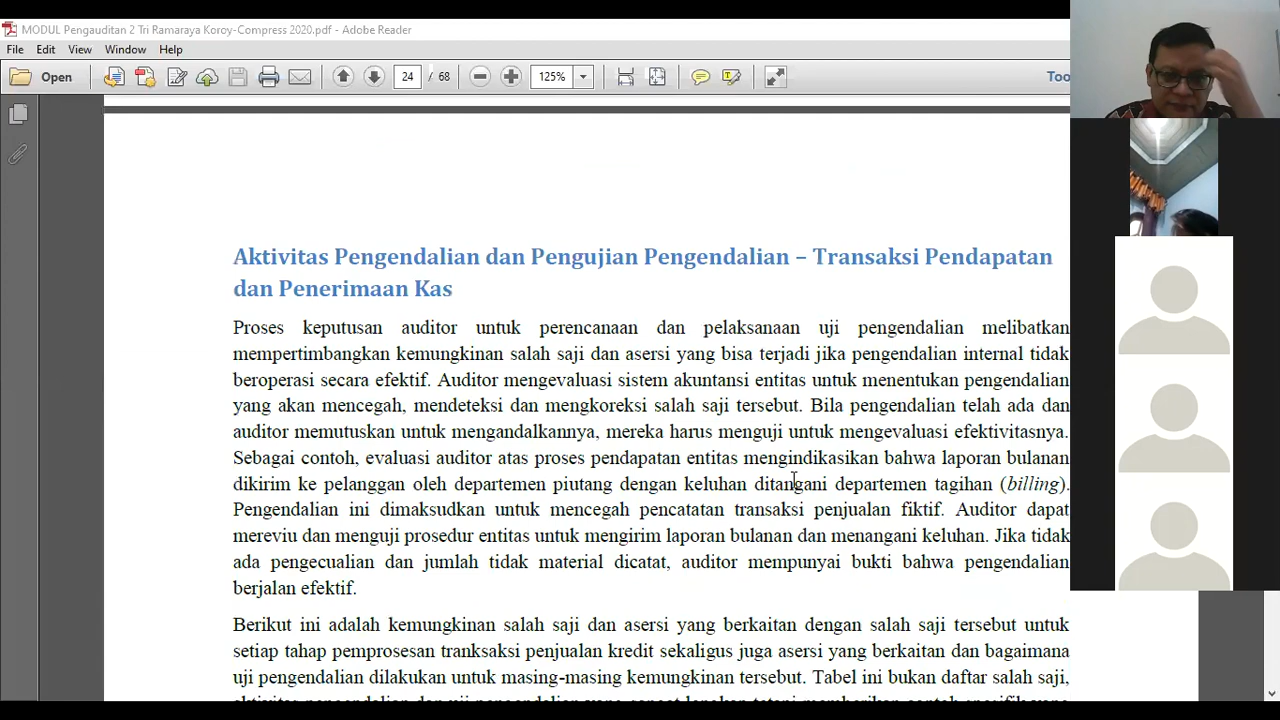 MODUL Pengauditan 2 Tri Ramaraya Koroy-Compress 2020.pdf - Adobe Reader
File Edit View Window Help
Open 24 / 68 125% Too
Aktivitas Pengendalian dan Pengujian Pengendalian – Transaksi Pendapatan
dan Penerimaan Kas
Proses keputusan auditor untuk perencanaan dan pelaksanaan uji pengendalian melibatkan
mempertimbangkan kemungkinan salah saji dan asersi yang bisa terjadi jika pengendalian internal tidak
beroperasi secara efektif. Auditor mengevaluasi sistem akuntansi entitas untuk menentukan pengendalian
yang akan mencegah, mendeteksi dan mengkoreksi salah saji tersebut. Bila pengendalian telah ada dan
auditor memutuskan untuk mengandalkannya, mereka harus menguji untuk mengevaluasi efektivitasnya.
Sebagai contoh, evaluasi auditor atas proses pendapatan entitas mengindikasikan bahwa laporan bulanan
dikirim ke pelanggan oleh departemen piutang dengan keluhan ditangani departemen tagihan (billing).
Pengendalian ini dimaksudkan untuk mencegah pencatatan transaksi penjualan fiktif. Auditor dapat
mereviu dan menguji prosedur entitas untuk mengirim laporan bulanan dan menangani keluhan. Jika tidak
ada pengecualian dan jumlah tidak material dicatat, auditor mempunyai bukti bahwa pengendalian
berjalan efektif.
Berikut ini adalah kemungkinan salah saji dan asersi yang berkaitan dengan salah saji tersebut untuk
setiap tahap pemprosesan tranksaksi penjualan kredit sekaligus juga asersi yang berkaitan dan bagaimana
uji pengendalian dilakukan untuk masing-masing kemungkinan tersebut. Tabel ini bukan daftar salah saji,